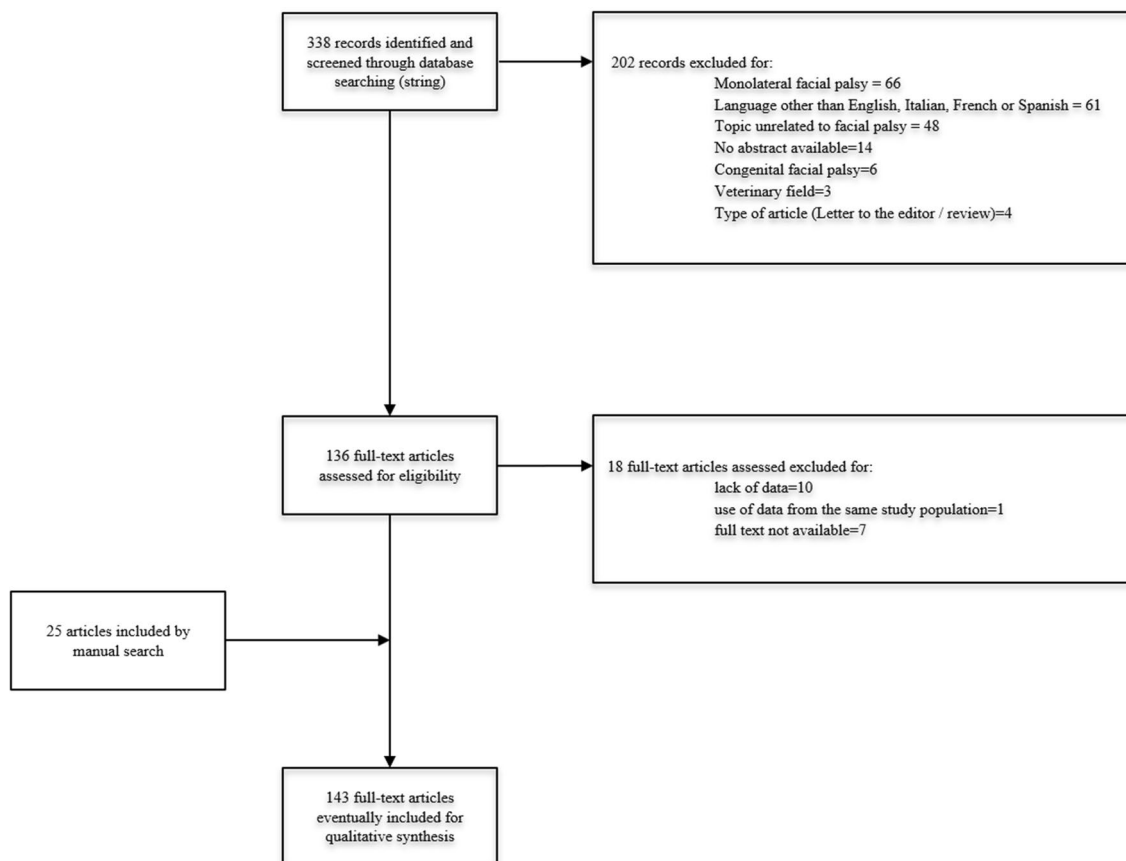 338 records identified and
screened through database
searching (string)
202 records excluded for:
Monolateral facial palsy = 66
Language other than English, Italian, French or Spanish = 61
Topic unrelated to facial palsy = 48
No abstract available=14
Congenital facial palsy=6
Veterinary field=3
Type of article (Letter to the editor / review)=4
136 full-text articles
assessed for eligibility
18 full-text articles assessed excluded for:
lack of data=10
use of data from the same study population=1
full text not available=7
25 articles included by
manual search
143 full-text articles
eventually included for
qualitative synthesis